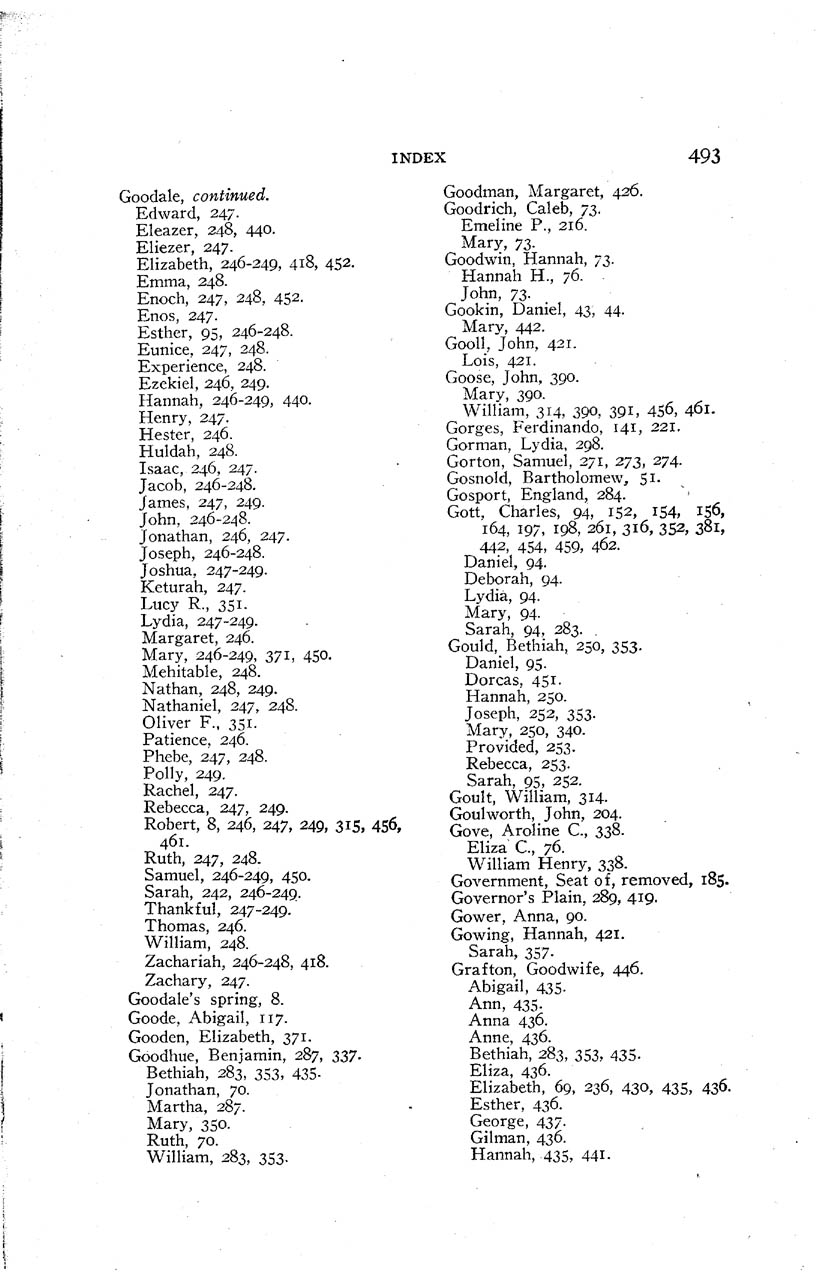 INDEX 493
Goodale, continued.
Edward, 247.
Eleazer, 248, 440.
Eliezer, 247.
Elizabeth, 246-249, 418, 452.
Emma, 248.
Enoch, 247, 248, 452.
Enos, 247.
Esther, 95, 246-248.
Eunice, 247, 248.
Experience, 248.
Ezekiel, 246, 249.
Hannah, 246-249, 440.
Henry, 247.
Hester, 246.
Huldah, 248.
Isaac, 246, 247.
Jacob, 246-248.
James, 247, 249.
John, 246-248.
Jonathan, 246, 247.
Joseph, 246-248.
Joshua, 247-249.
Keturah, 247.
Lucy R., 351.
Lydia, 247-249.
Margaret, 246.
Mary, 246-249, 371, 450.
Mehitable, 248.
Nathan, 248, 249.
Nathaniel, 247, 248.
Oliver F., 351.
Patience, 246.
Phebe, 247, 248.
Polly, 249.
Rachel, 247.
Rebecca, 247, 249.
Robert, 8, 246, 247, 249, 315, 456,
461.
Ruth, 247, 248.
Samuel, 246-249, 450.
Sarah, 242, 246-249.
Thankful, 247-249.
Thomas, 246.
William, 248.
Zachariah, 246-248, 418.
Zachary, 247.
Goodale's spring, 8.
Goode, Abigail, 117.
Gooden, Elizabeth, 371.
Goodhue, Benjamin, 287, 337.
Bethiah, 283, 353, 435.
Jonathan, 70.
Martha, 287.
Mary, 350.
Ruth, 70.
William, 283, 353.
Goodman, Margaret, 426.
Goodrich, Caleb, 73.
Emeline P., 216.
Mary, 73.
Goodwin, Hannah, 73.
Hannah H., 76.
John, 73.
Gookin, Daniel, 43, 44.
Mary, 442.
Gooll, John, 421.
Lois, 421.
Goose, John, 390.
Mary, 390.
William, 314, 390, 391, 456, 461.
Gorges, Ferdinando, 141, 221.
Gorman, Lydia, 298.
Gorton, Samuel, 271, 273, 274.
Gosnold, Bartholomew, 51.
Gosport, England, 284.
Gott, Charles, 94, 152, 154, 156,
164, 197, 198, 261, 316, 352, 381,
442, 454, 459, 462.
Daniel, 94.
Deborah, 94.
Lydia, 94.
Mary, 94.
Sarah, 94, 283.
Gould, Bethiah, 250, 353.
Daniel, 95.
Dorcas, 451.
Hannah, 250.
Joseph, 252, 353.
Mary, 250, 340.
Provided, 253.
Rebecca, 253.
Sarah, 95, 252.
Goult, William, 314.
Goulworth, John, 204.
Gove, Aroline C., 338.
Eliza C., 76.
William Henry, 338.
Government, Seat of, removed, 185.
Governor's Plain, 289, 419.
Gower, Anna, 90.
Gowing, Hannah, 421.
Sarah, 357.
Grafton, Goodwife, 446.
Abigail, 435.
Ann, 435.
Anna 436.
Anne, 436.
Bethiah, 283, 353, 435.
Eliza, 436.
Elizabeth, 69, 236, 430, 435, 436.
Esther, 436.
George, 437.
Gilman, 436.
Hannah, 435, 441.